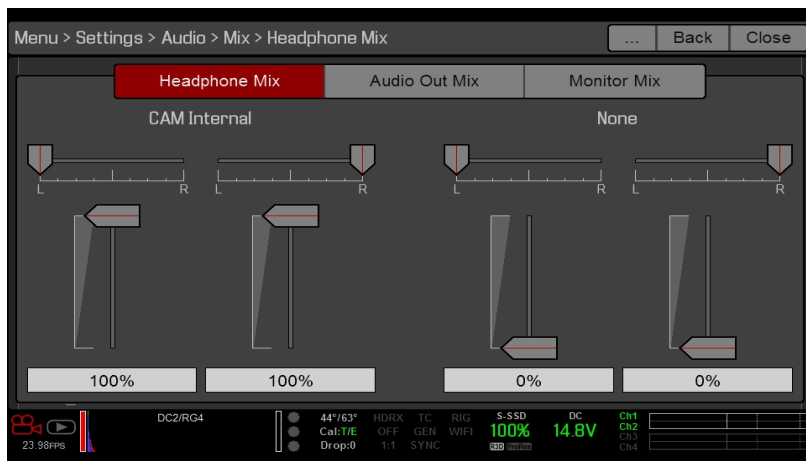 Menu > Settings > Audio > Mix > Headphone Mix ... Back Close
Headphone Mix Audio Out Mix Monitor Mix
CAM Internal None
L R L R L R L R
100% 100% 0% 0%
DC2/RG4 44°/63° HDRX TC RIG S-SSD DC Ch1
Cal:T/E OFF GEN WIFI 100% 14.8V Ch2
23.98FPS Drop:0 1:1 SYNC R3D ProRes Ch3
Ch4